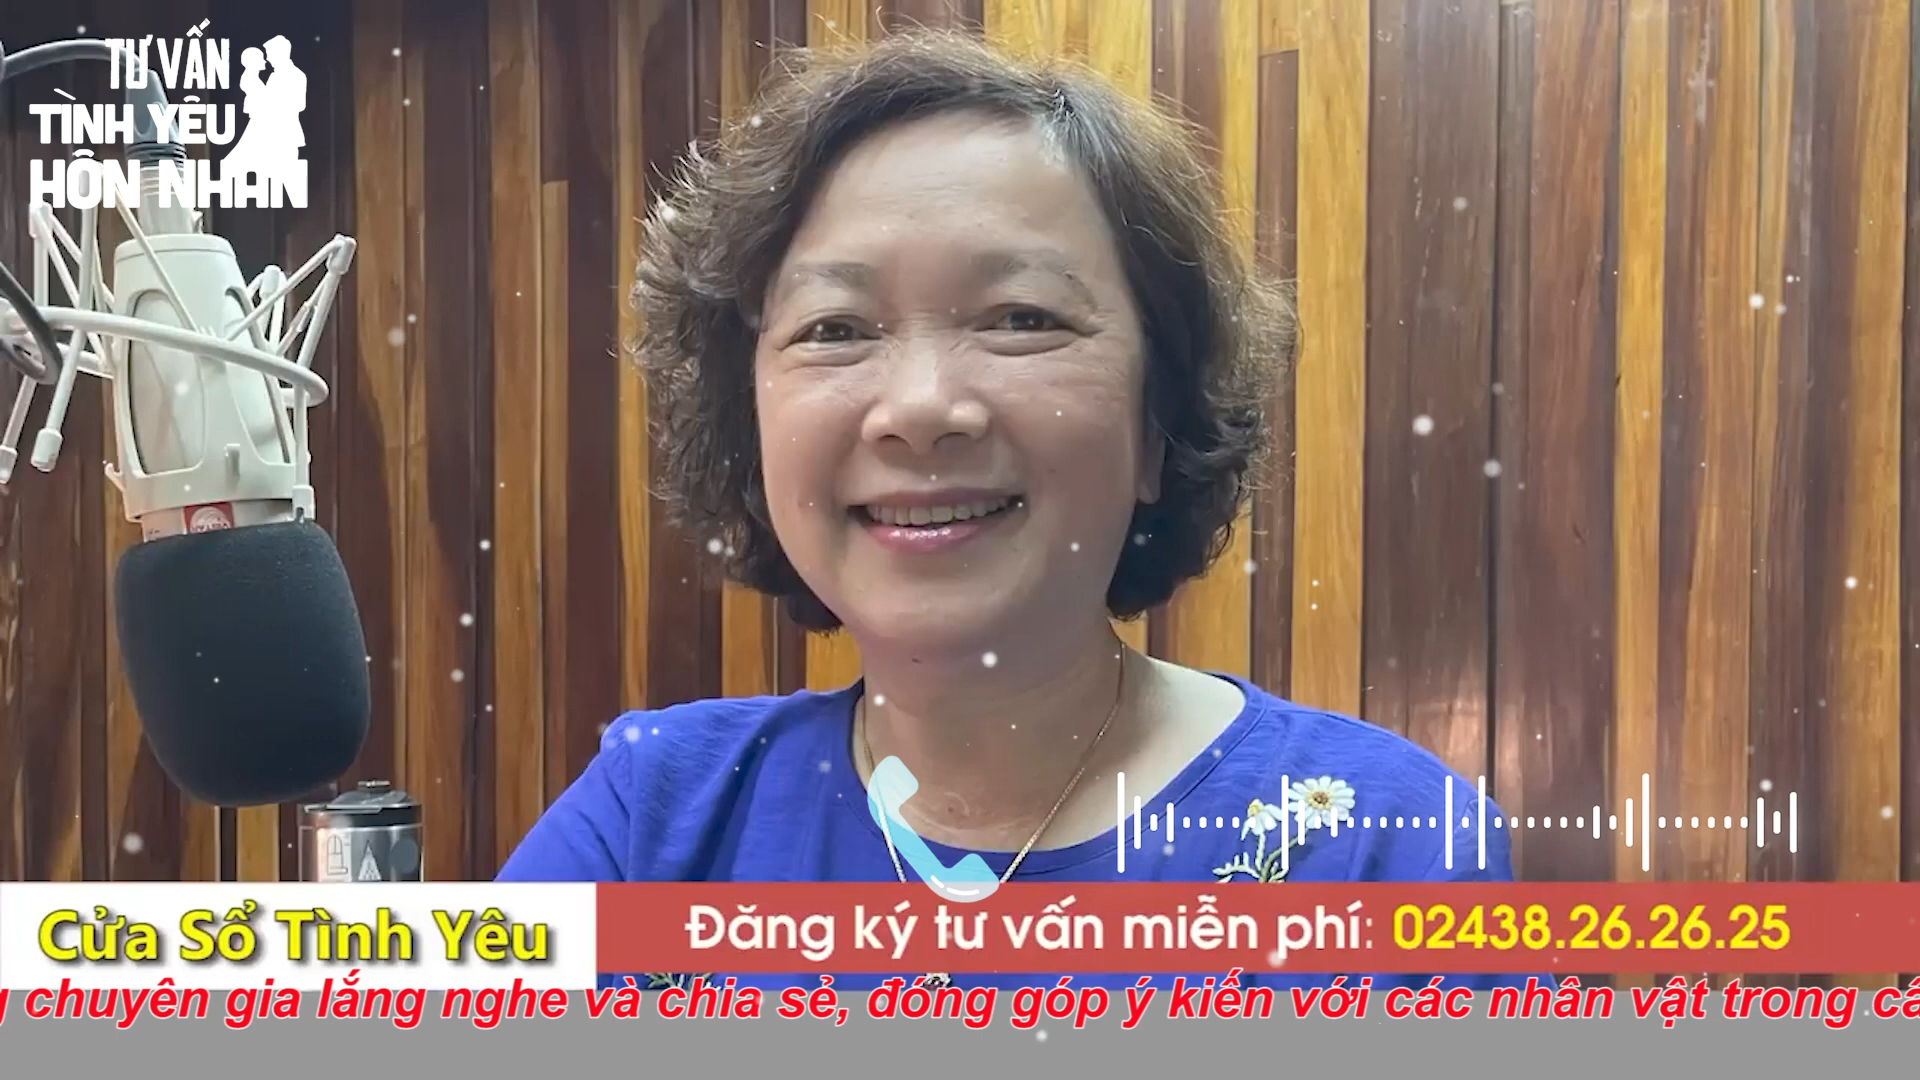 TƯ VẤN
TÌNH YÊU
HÔN NHÂN
Cửa Sổ Tình Yêu
Đăng ký tư vấn miễn phí: 02438.26.26.25
chuyên gia lắng nghe và chia sẻ, đóng góp ý kiến với các nhân vật trong